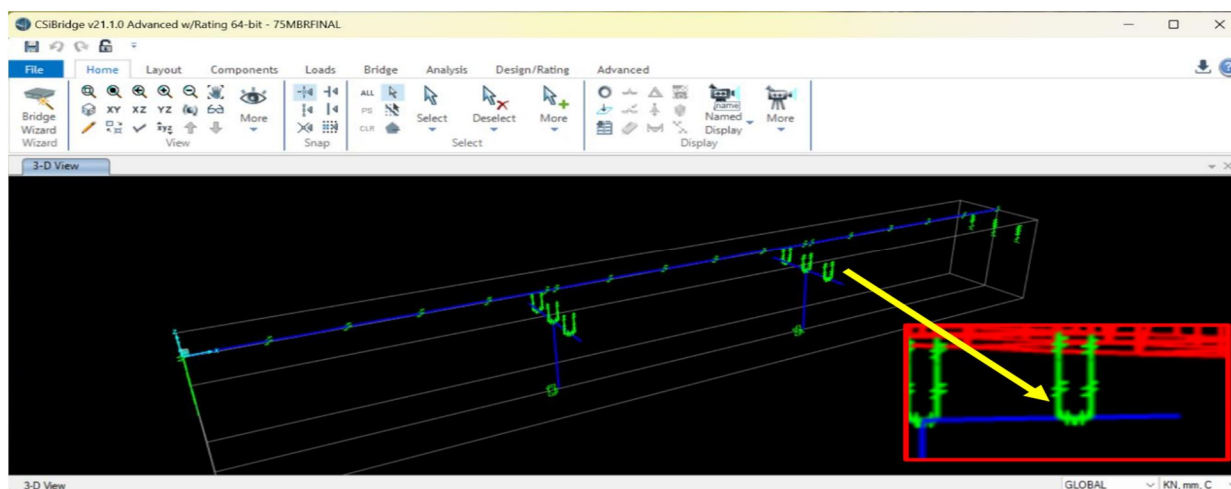 CSiBridge v21.1.0 Advanced w/Rating 64-bit - 75MBRFINAL
File Home Layout Components Loads Bridge Analysis Design/Rating Advanced
Bridge
Wizard
Wizard
XY XZ YZ
xyz
More
View
Snap
ALL
PS
CLR
Select
Deselect
More
Select
name
Named
Display
More
Display
3-D View
3-D View
GLOBAL
KN, mm, C